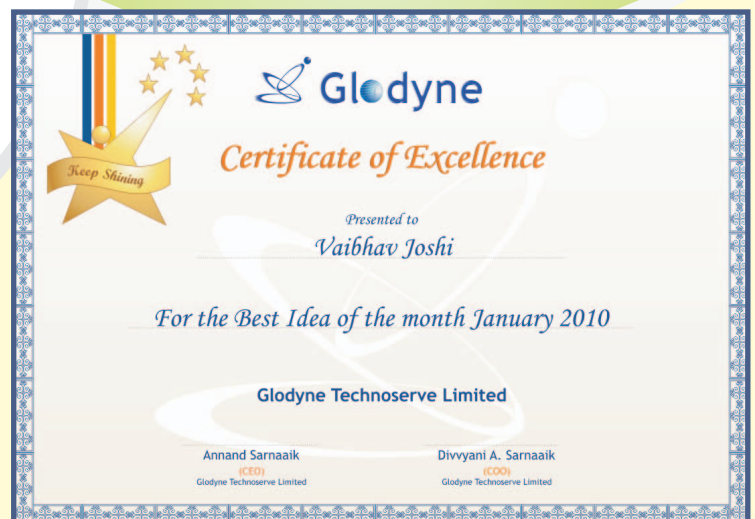 Glodyne
Certificate of Excellence
Keep Shining
Presented to
Vaibhav Joshi
For the Best Idea of the month January 2010
Glodyne Technoserve Limited
Annand Sarnaaik
(CEO)
Glodyne Technoserve Limited
Divvyani A. Sarnaaik
(COO)
Glodyne Technoserve Limited